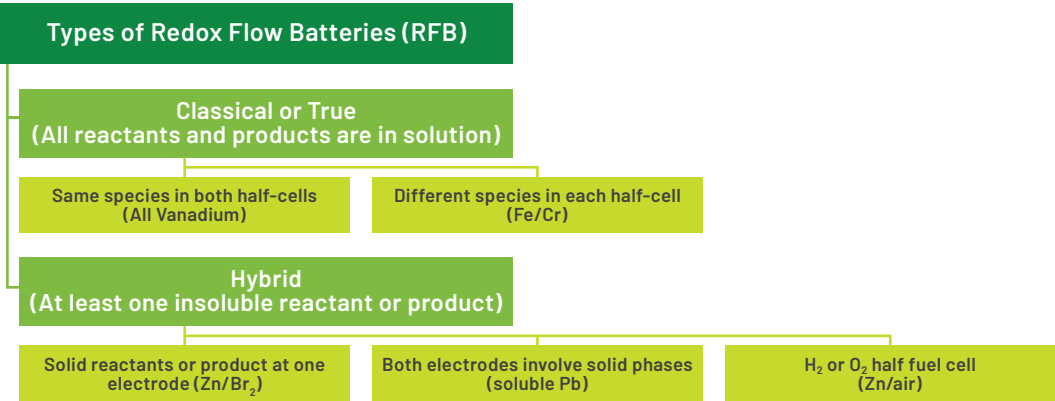 Types of Redox Flow Batteries (RFB)
Classical or True
(All reactants and products are in solution)
Same species in both half-cells
(All Vanadium)
Different species in each half-cell
(Fe/Cr)
Hybrid
(At least one insoluble reactant or product)
Solid reactants or product at one
electrode (Zn/Br₂)
Both electrodes involve solid phases
(soluble Pb)
H₂ or O₂ half fuel cell
(Zn/air)